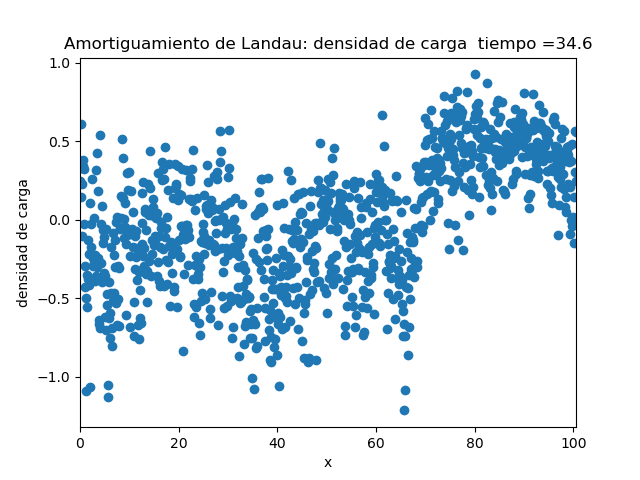 Amortiguamiento de Landau: densidad de carga  tiempo =34.6
1.0
0.5
0.0
−0.5
−1.0
densidad de carga
0 20 40 60 80 100
x